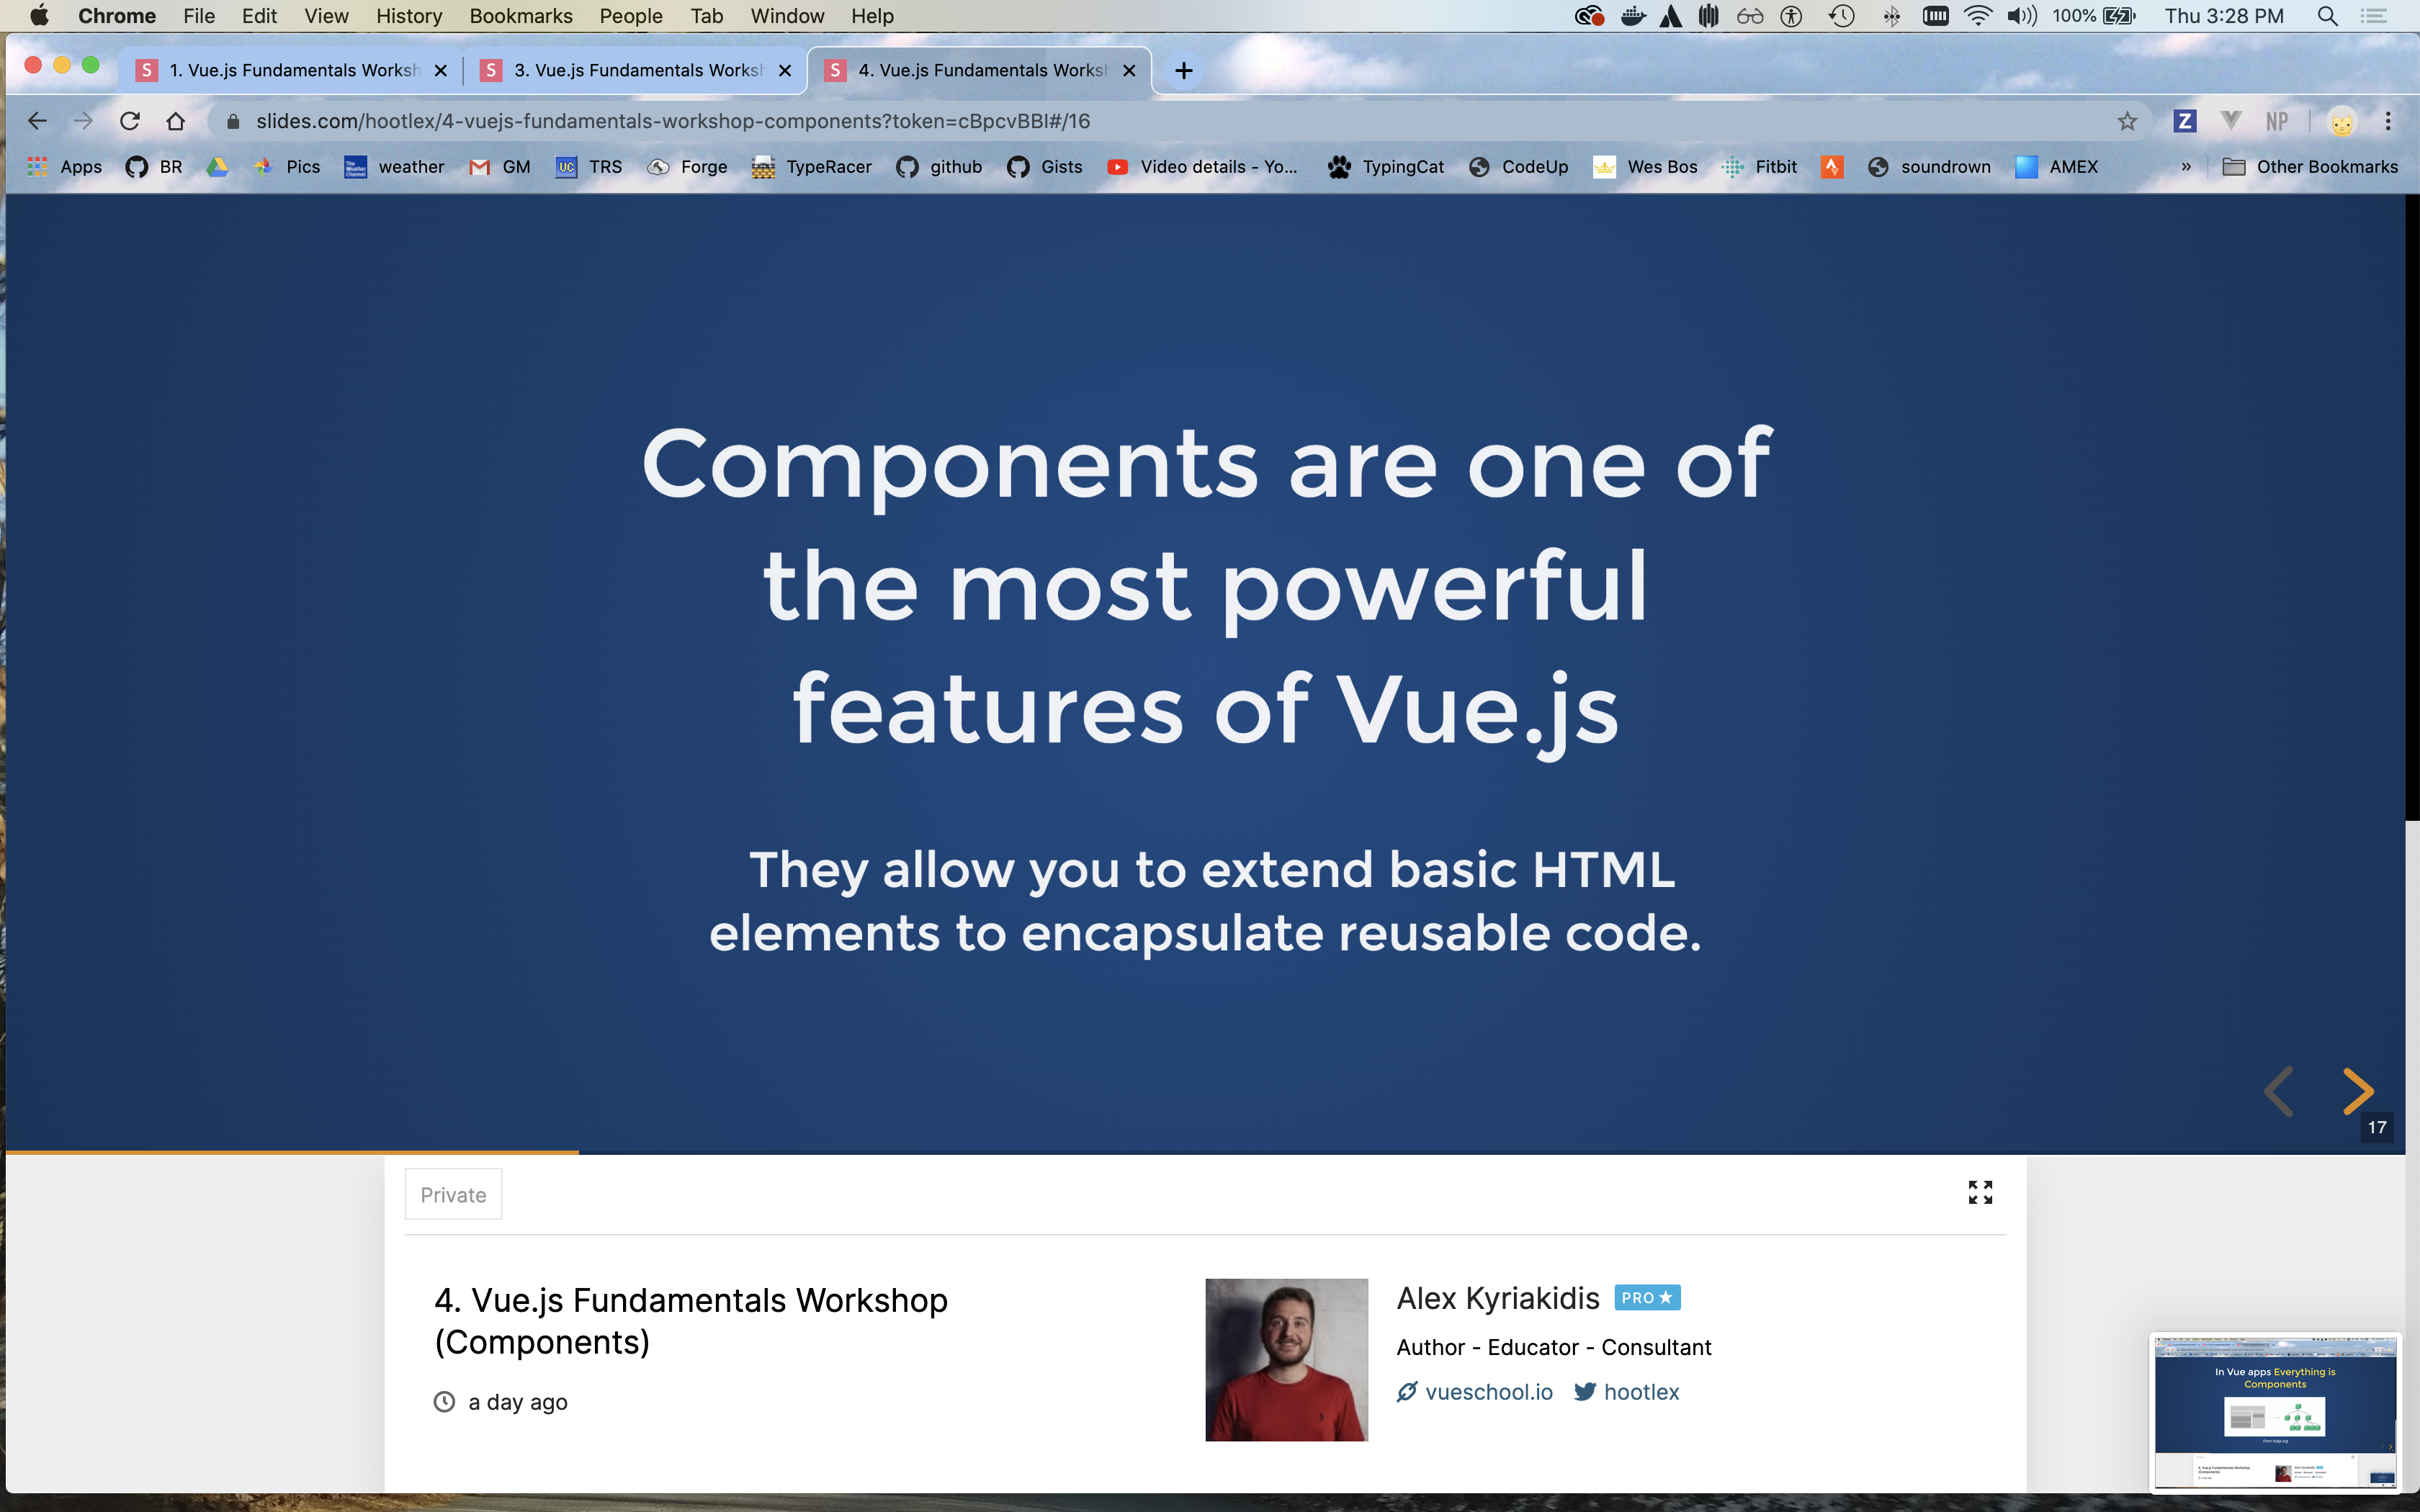 Chrome File Edit View History Bookmarks People Tab Window Help 100% Thu 3:28 PM
S 1. Vue.js Fundamentals Worksh S 3. Vue.js Fundamentals Worksh S 4. Vue.js Fundamentals Worksh
slides.com/hootlex/4-vuejs-fundamentals-workshop-components?token=cBpcvBBI#/16 Z NP
Apps BR Pics weather GM UC TRS Forge TypeRacer github Gists Video details - Yo... TypingCat CodeUp Wes Bos Fitbit soundrown AMEX » Other Bookmarks
Components are one of
the most powerful
features of Vue.js
They allow you to extend basic HTML
elements to encapsulate reusable code.
17
Private
4. Vue.js Fundamentals Workshop
(Components)
a day ago
Alex Kyriakidis PRO
Author - Educator - Consultant
vueschool.io hootlex
In Vue apps Everything is
Components